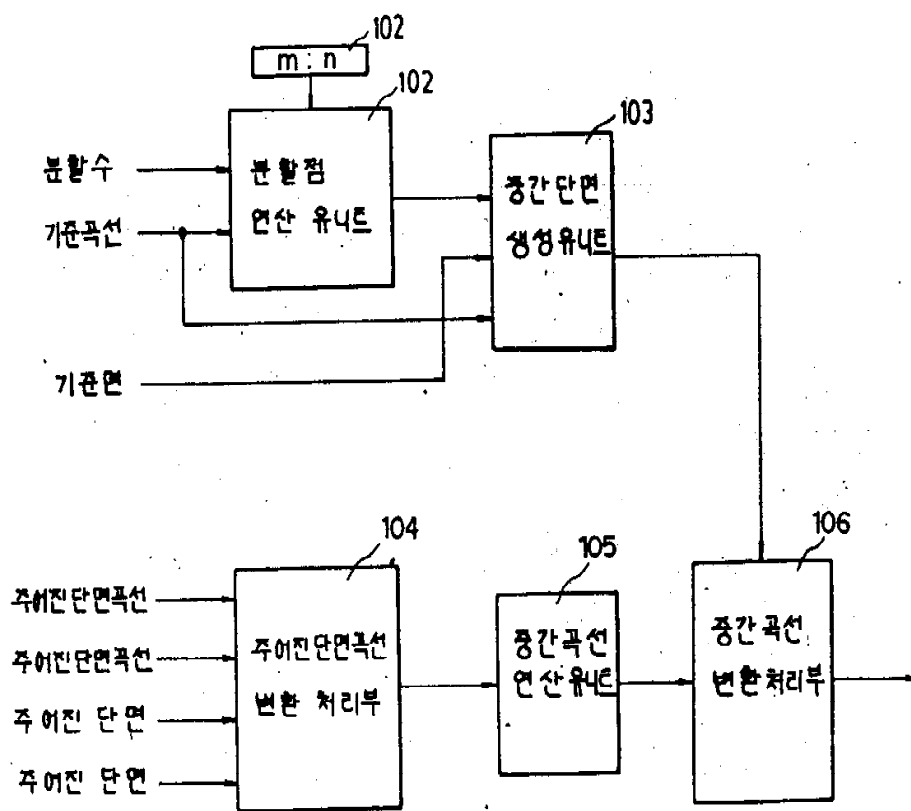 102
m : n
102
분할수
분할점
연산 유니트
기준곡선
103
중간단면
생성유니트
기준면
104
주어진단면곡선
주어진단면곡선
주어진 단면
주어진 단면
주어진단면곡선
변환 처리부
105
중간곡선
연산유니트
106
중간곡선
변환처리부